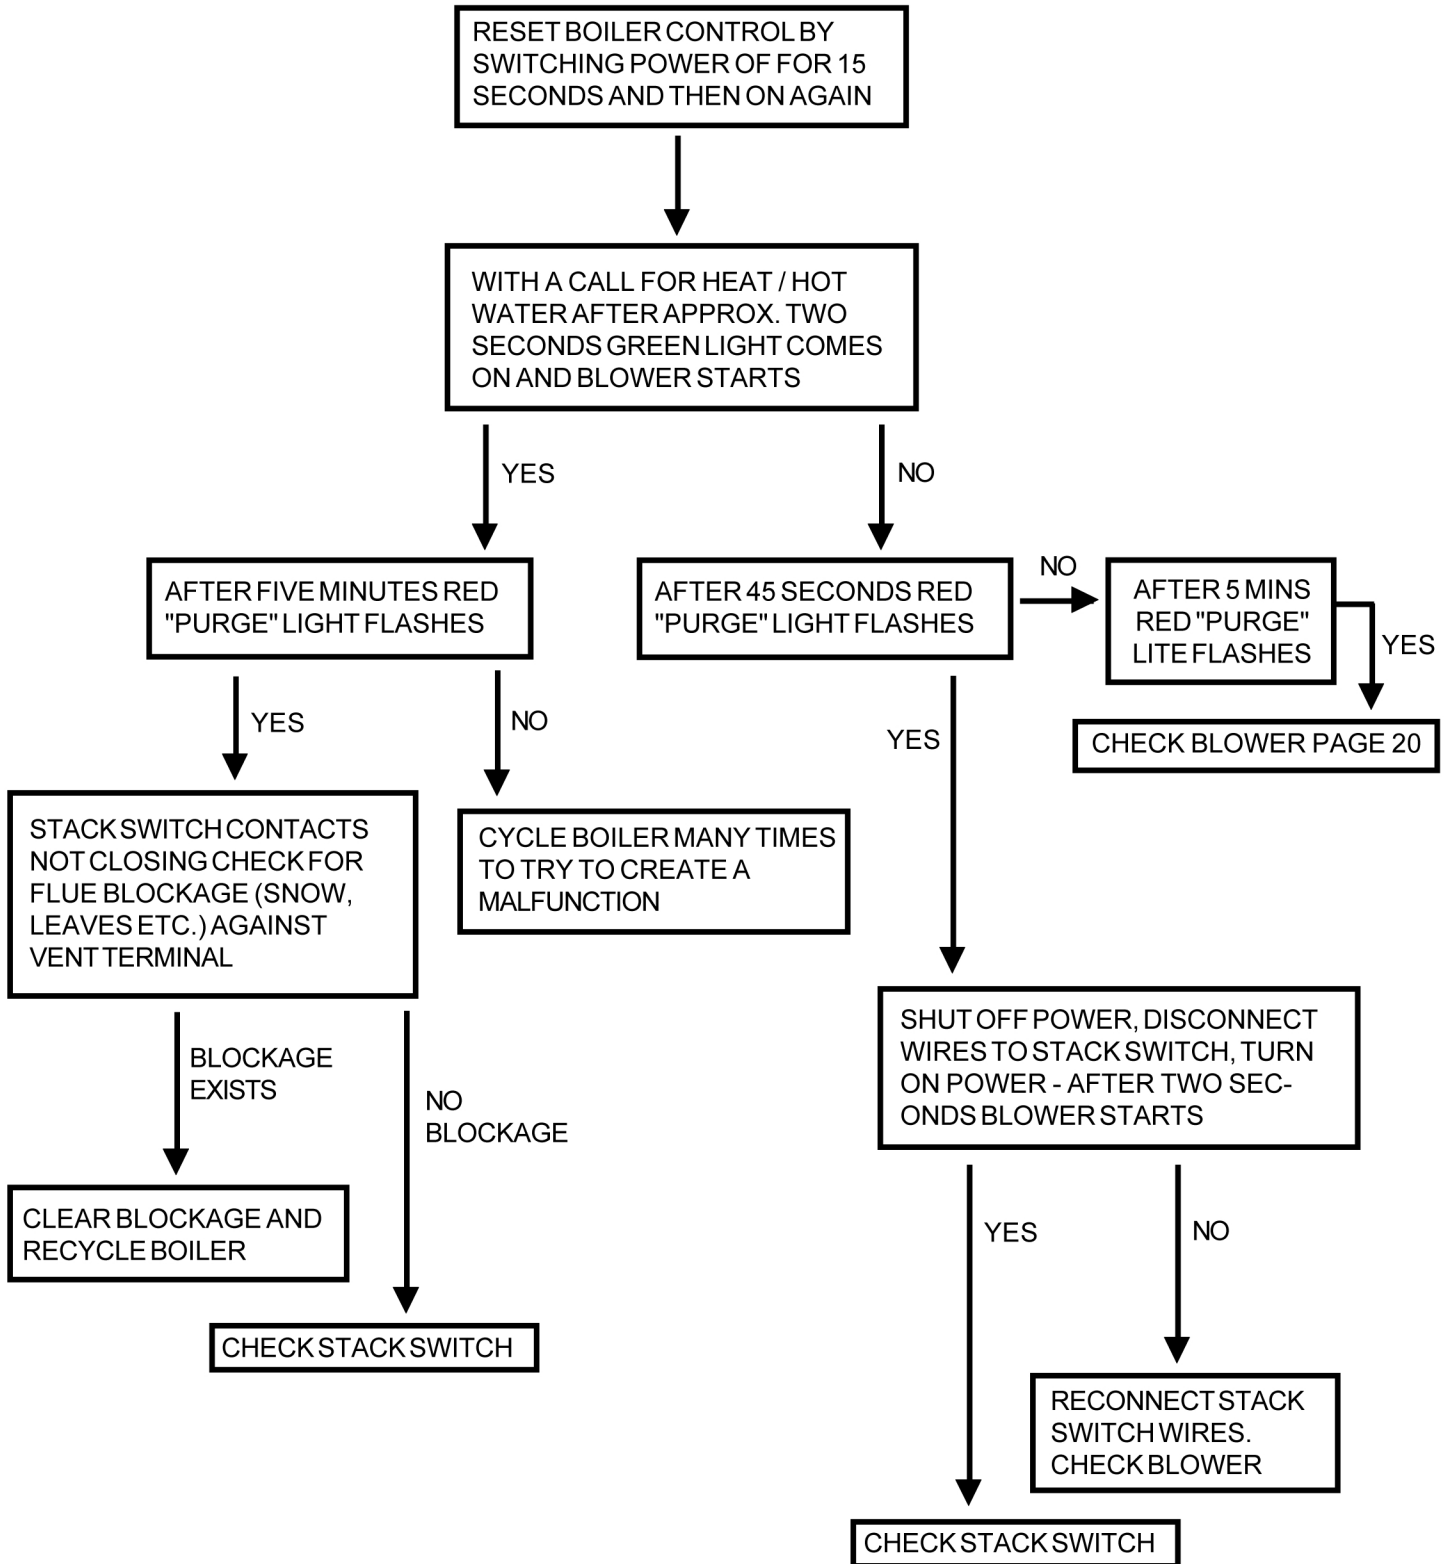 RESET BOILER CONTROL BY
SWITCHING POWER OF FOR 15
SECONDS AND THEN ON AGAIN
WITH A CALL FOR HEAT / HOT
WATER AFTER APPROX. TWO
SECONDS GREEN LIGHT COMES
ON AND BLOWER STARTS
YES
NO
AFTER FIVE MINUTES RED
"PURGE" LIGHT FLASHES
AFTER 45 SECONDS RED
"PURGE" LIGHT FLASHES
NO
AFTER 5 MINS
RED "PURGE"
LITE FLASHES
YES
CHECK BLOWER PAGE 20
YES
NO
YES
STACK SWITCH CONTACTS
NOT CLOSING CHECK FOR
FLUE BLOCKAGE (SNOW,
LEAVES ETC.) AGAINST
VENT TERMINAL
CYCLE BOILER MANY TIMES
TO TRY TO CREATE A
MALFUNCTION
SHUT OFF POWER, DISCONNECT
WIRES TO STACK SWITCH, TURN
ON POWER - AFTER TWO SEC-
ONDS BLOWER STARTS
BLOCKAGE
EXISTS
NO
BLOCKAGE
CLEAR BLOCKAGE AND
RECYCLE BOILER
CHECK STACK SWITCH
YES
NO
RECONNECT STACK
SWITCH WIRES.
CHECK BLOWER
CHECK STACK SWITCH